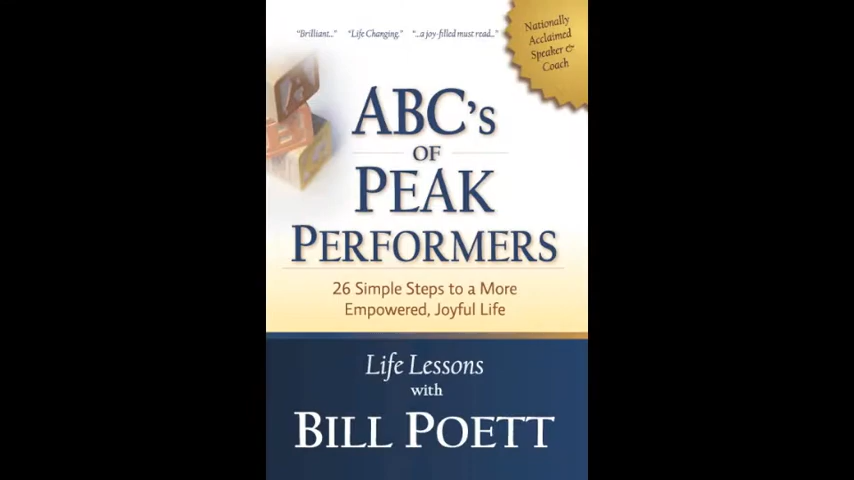 "Brilliant..." "Life Changing." "...a joy-filled must read..."
Nationally
Acclaimed
Speaker &
Coach
ABC's
OF
PEAK
PERFORMERS
26 Simple Steps to a More
Empowered, Joyful Life
Life Lessons
with
BILL POETT